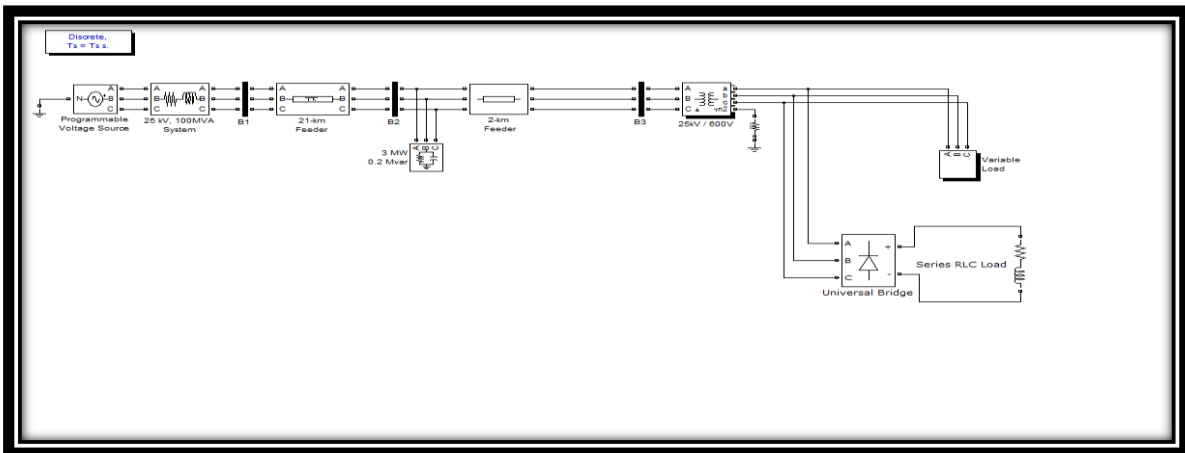 Discrete,
Ts = Ts s.
N
A
B
C
Programmable
Voltage Source
A
B
C
A
B
C
25 kV, 100MVA
System
B1
A
B
C
A
B
C
21-km
Feeder
B2
A
B
C
3 MW
0.2 Mvar
2-km
Feeder
B3
A
B
C
a
b
c
n2
25kV / 600V
A
B
C
Variable
Load
A
B
C
+
-
Universal Bridge
Series RLC Load